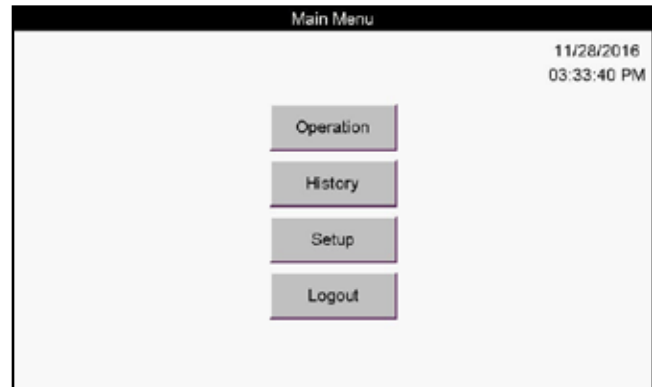 Main Menu
11/28/2016
03:33:40 PM
Operation
History
Setup
Logout